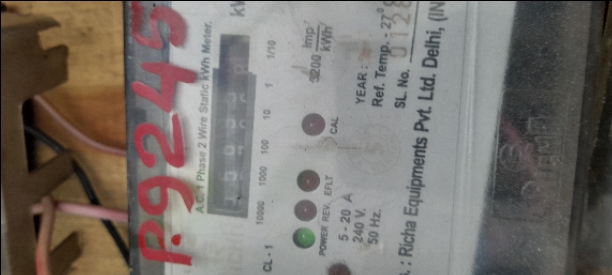 P.9245
A.C. 1 Phase 2 Wire Static kWh Meter.
10000 1000 100 10 1 1/10
CL - 1
Imp
kWh
CAL
POWER REV. EFLT
5 - 20 A
240 V.
50 Hz.
YEAR :
Ref. Temp. - 27°
SL No. 0128
: Richa Equipments Pvt. Ltd. Delhi, (IN